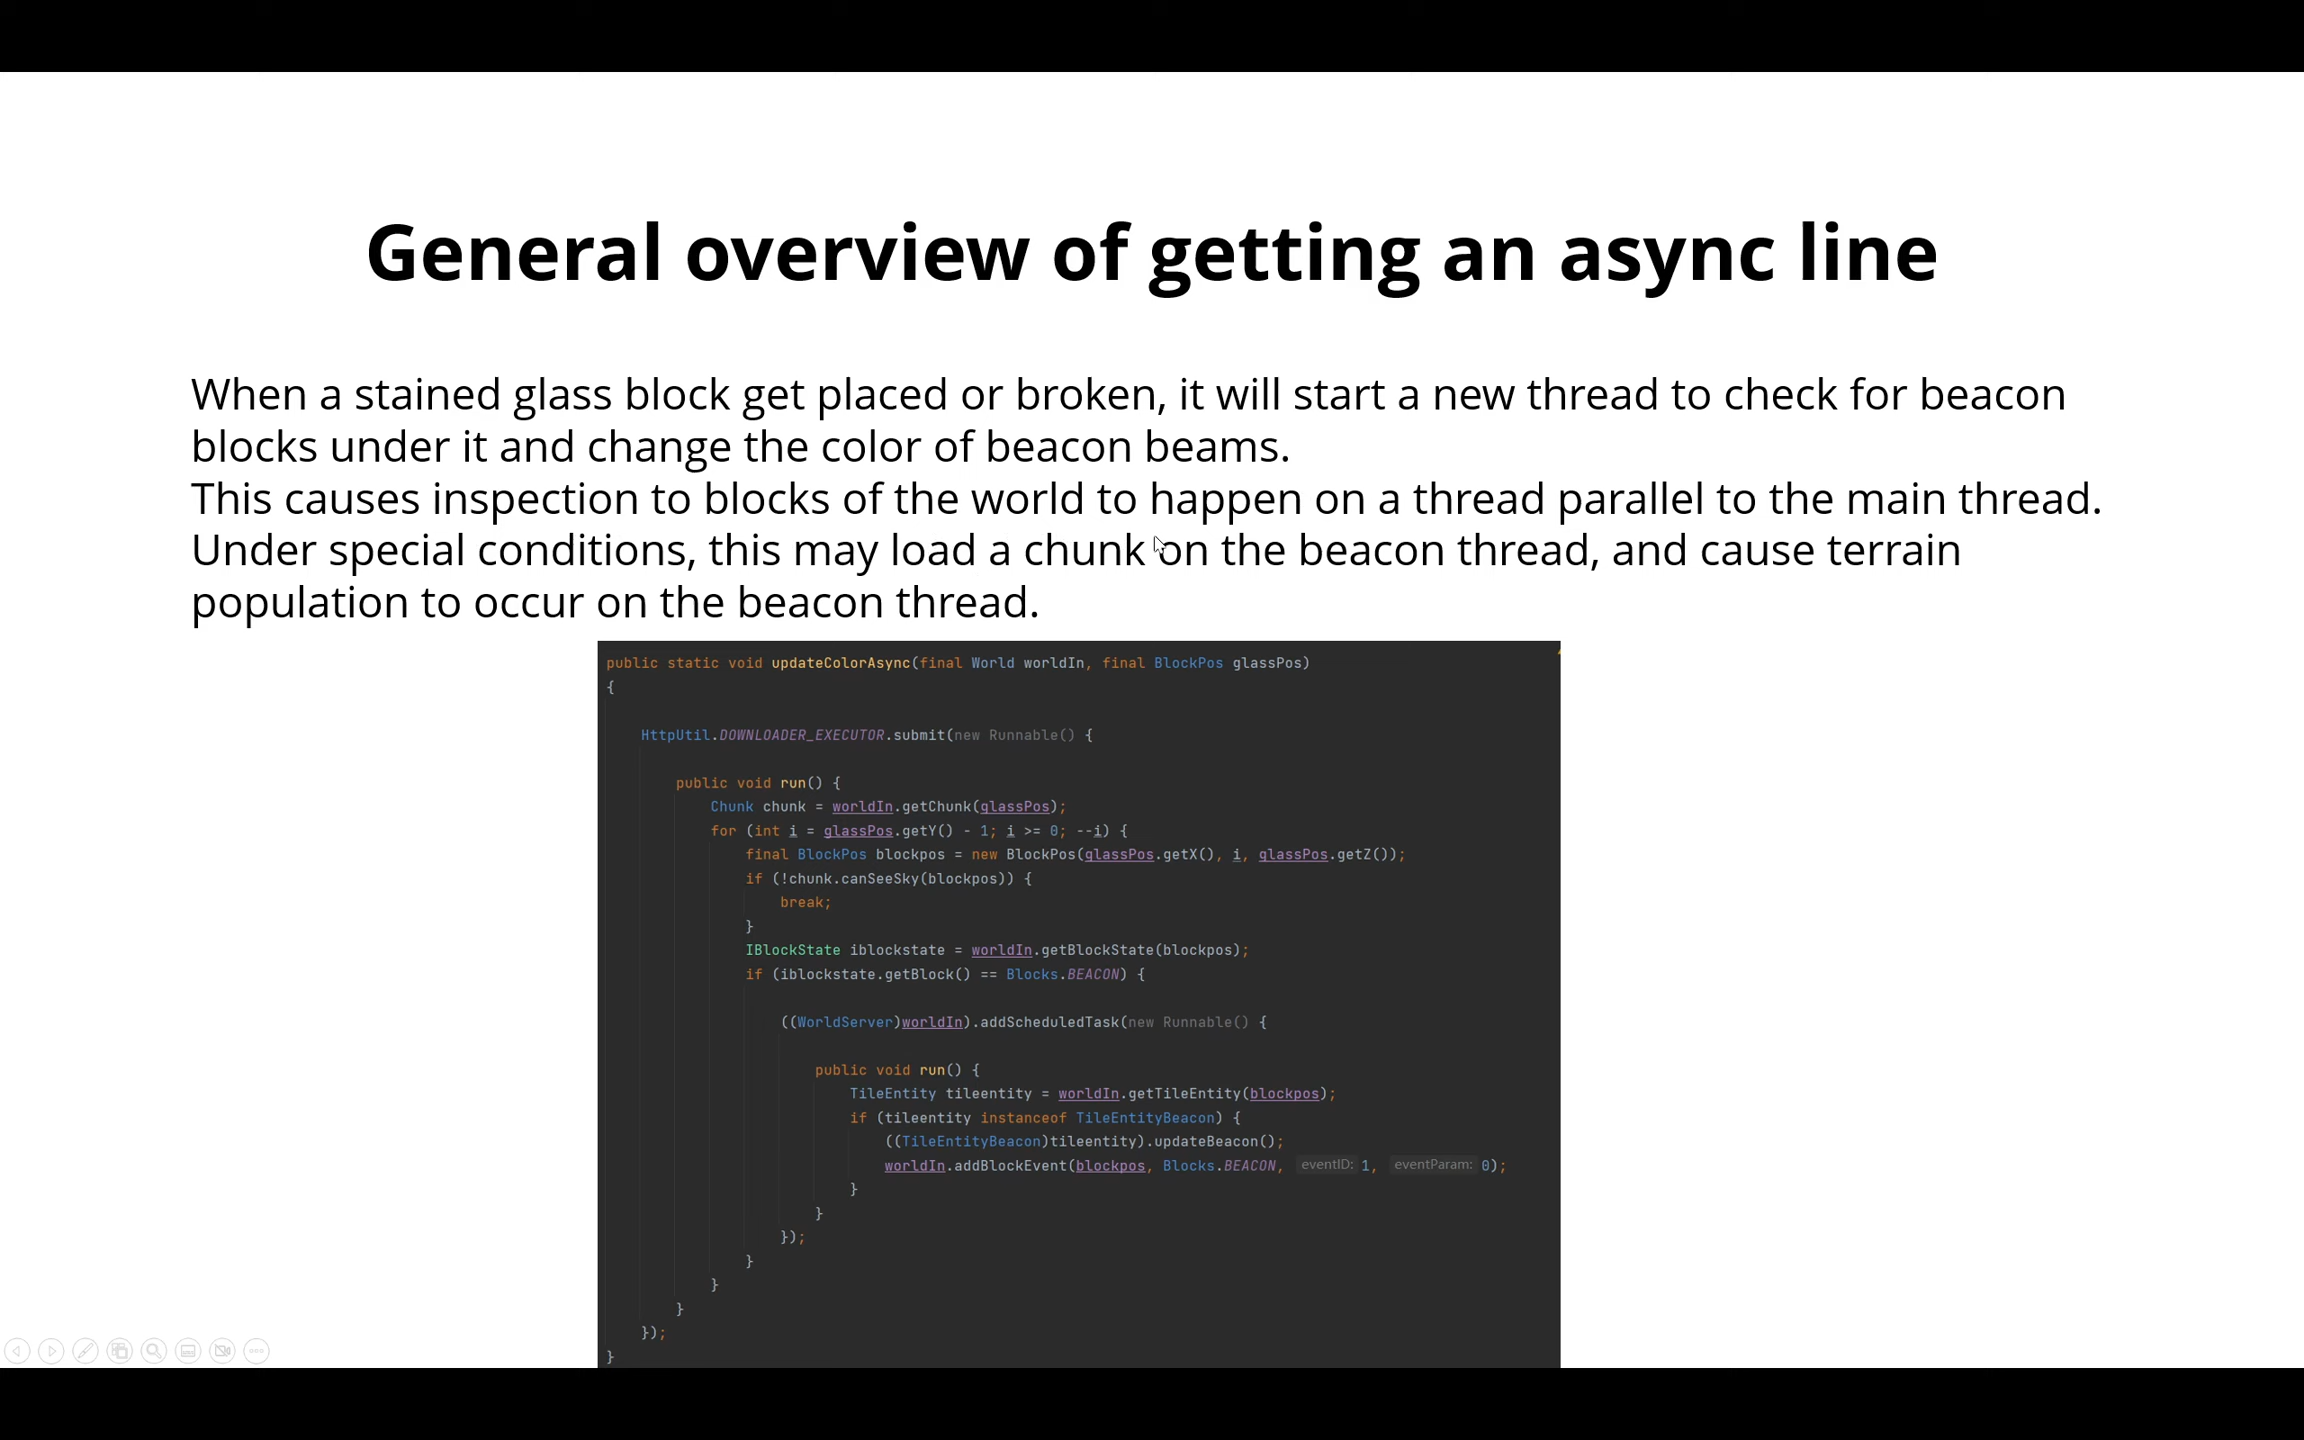 General overview of getting an async line
When a stained glass block get placed or broken, it will start a new thread to check for beacon
blocks under it and change the color of beacon beams.
This causes inspection to blocks of the world to happen on a thread parallel to the main thread.
Under special conditions, this may load a chunk on the beacon thread, and cause terrain
population to occur on the beacon thread.
public static void updateColorAsync(final World worldIn, final BlockPos glassPos)
{
HttpUtil.DOWNLOADER_EXECUTOR.submit(new Runnable() {
public void run() {
Chunk chunk = worldIn.getChunk(glassPos);
for (int i = glassPos.getY() - 1; i >= 0; --i) {
final BlockPos blockpos = new BlockPos(glassPos.getX(), i, glassPos.getZ());
if (!chunk.canSeeSky(blockpos)) {
break;
}
IBlockState iblockstate = worldIn.getBlockState(blockpos);
if (iblockstate.getBlock() == Blocks.BEACON) {
((WorldServer)worldIn).addScheduledTask(new Runnable() {
public void run() {
TileEntity tileentity = worldIn.getTileEntity(blockpos);
if (tileentity instanceof TileEntityBeacon) {
((TileEntityBeacon)tileentity).updateBeacon();
worldIn.addBlockEvent(blockpos, Blocks.BEACON, eventID: 1, eventParam: 0);
}
}
});
}
}
}
});
}